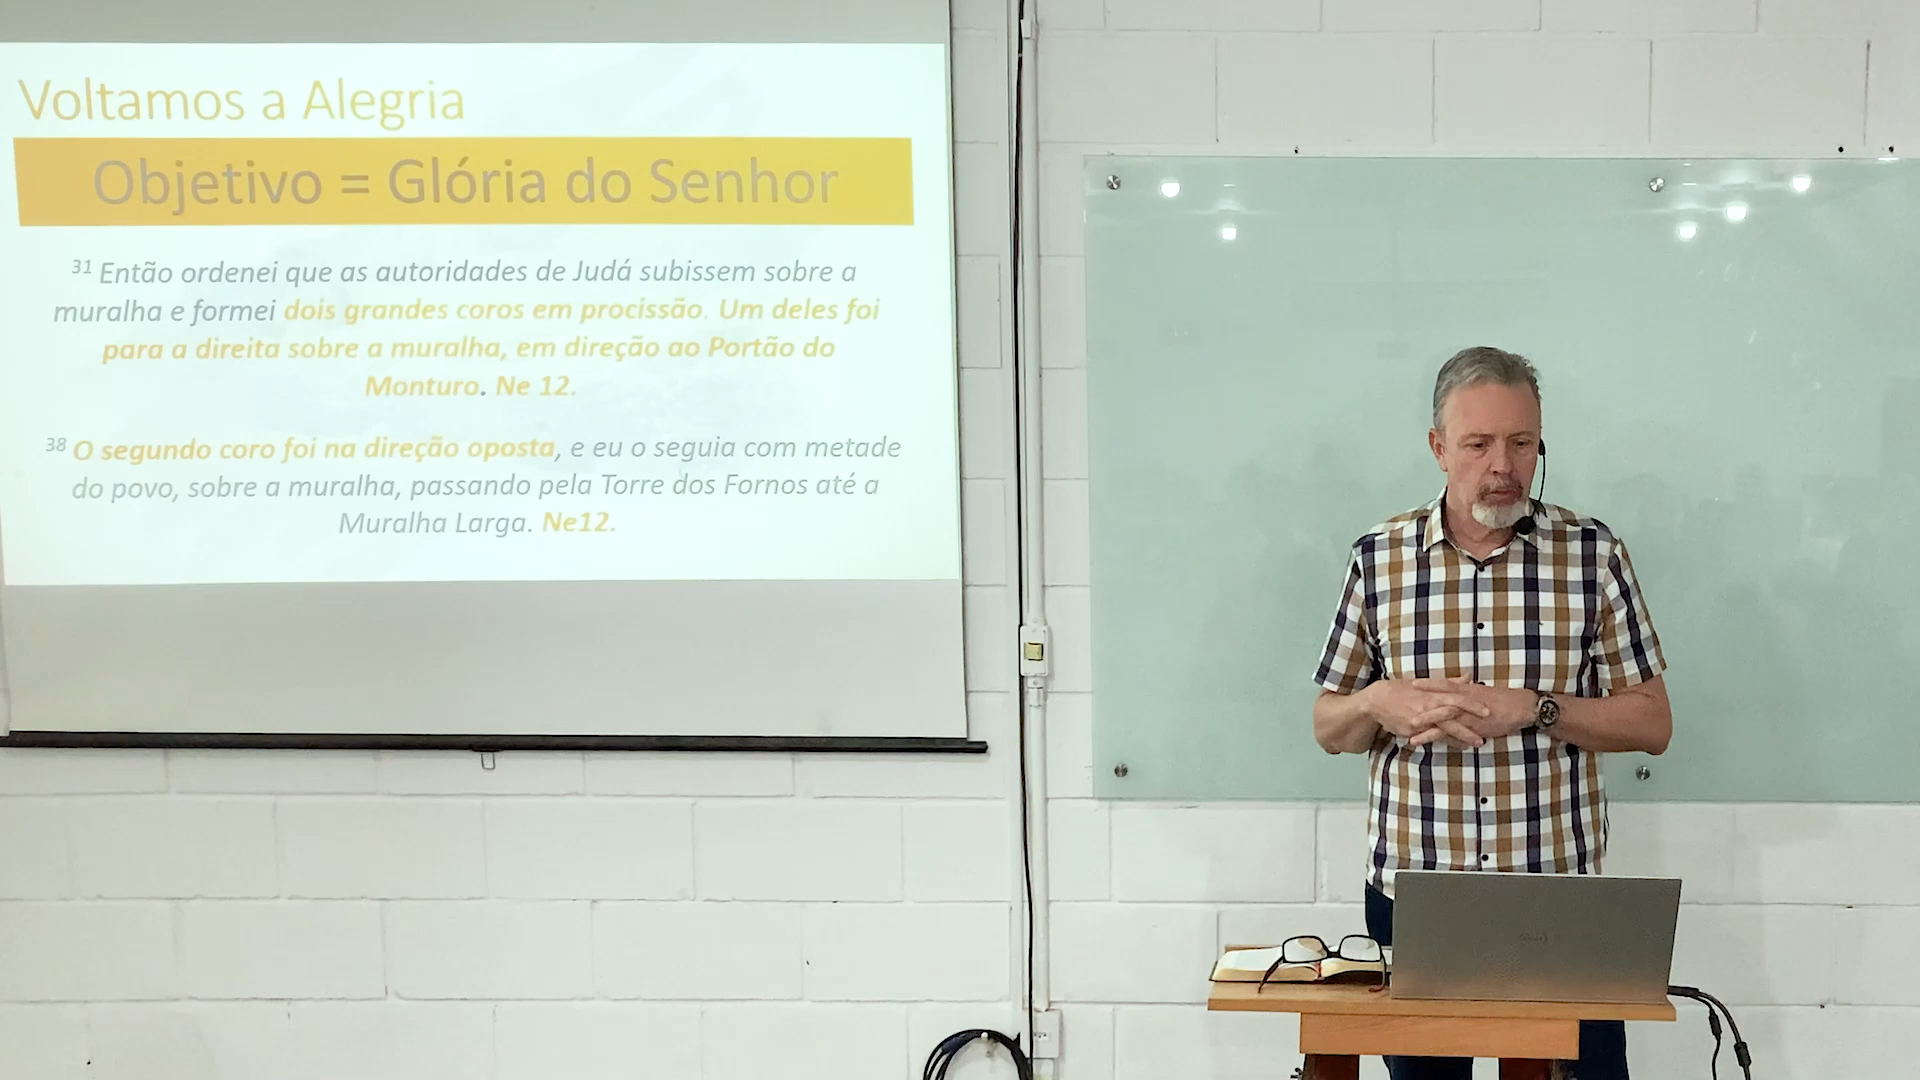 Voltamos a Alegria
Objetivo = Glória do Senhor
31 Então ordenei que as autoridades de Judá subissem sobre a
muralha e formei dois grandes coros em procissão. Um deles foi
para a direita sobre a muralha, em direção ao Portão do
Monturo. Ne 12.
38 O segundo coro foi na direção oposta, e eu o seguia com metade
do povo, sobre a muralha, passando pela Torre dos Fornos até a
Muralha Larga. Ne12.